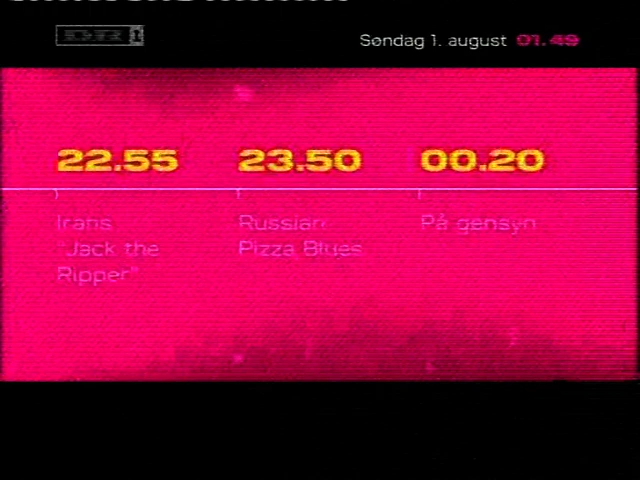 Søndag 1. august 01.49
22.55 23.50 00.20
Irans Russian På gensyn
"Jack the Pizza Blues
Ripper"